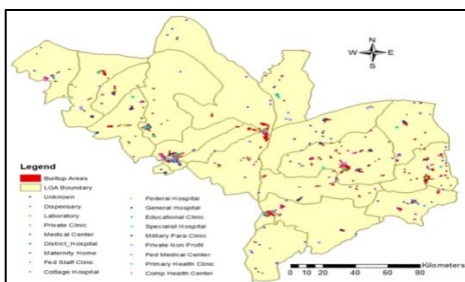 N
W E
S
Legend
Builtup Areas
LGA Boundary
Unknown
Dispensary
Laboratory
Private Clinic
Medical Center
District_Hospital
Maternity Home
Fed Staff Clinic
Cottage Hospital
Federal Hospital
General Hospital
Educational Clinic
Specialist Hospital
Military Para Clinic
Private Non Profit
Fed Medical Center
Primary Health Clinic
Comp Health Center
Kilometers
0 10 20 40 60 80